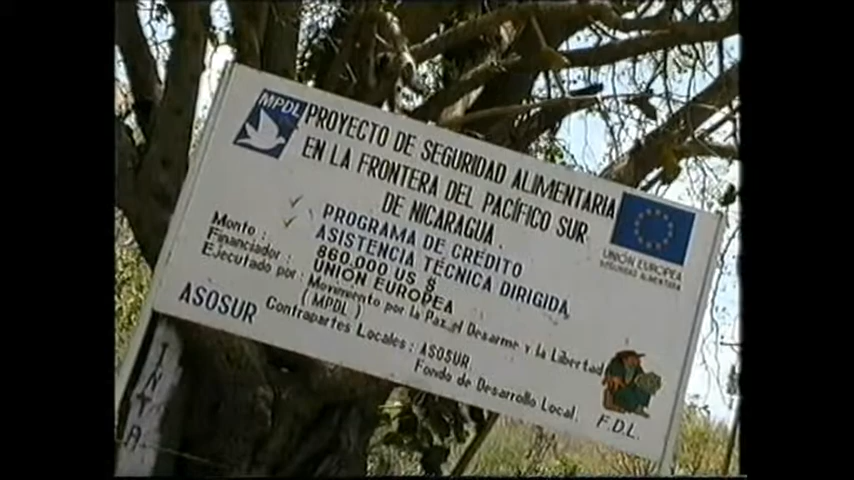 MPDL
PROYECTO DE SEGURIDAD ALIMENTARIA
EN LA FRONTERA DEL PACÍFICO SUR
DE NICARAGUA.
UNIÓN EUROPEA
SEGURIDAD ALIMENTARIA
✓ PROGRAMA DE CRÉDITO
✓ ASISTENCIA TÉCNICA DIRIGIDA
Monto : 860.000 US $
Financiador : UNIÓN EUROPEA
Ejecutado por : Movimiento por la Paz, el Desarme y la Libertad
( MPDL )
Contrapartes Locales : ASOSUR
Fondo de Desarrollo Local.
ASOSUR
F.D.L.